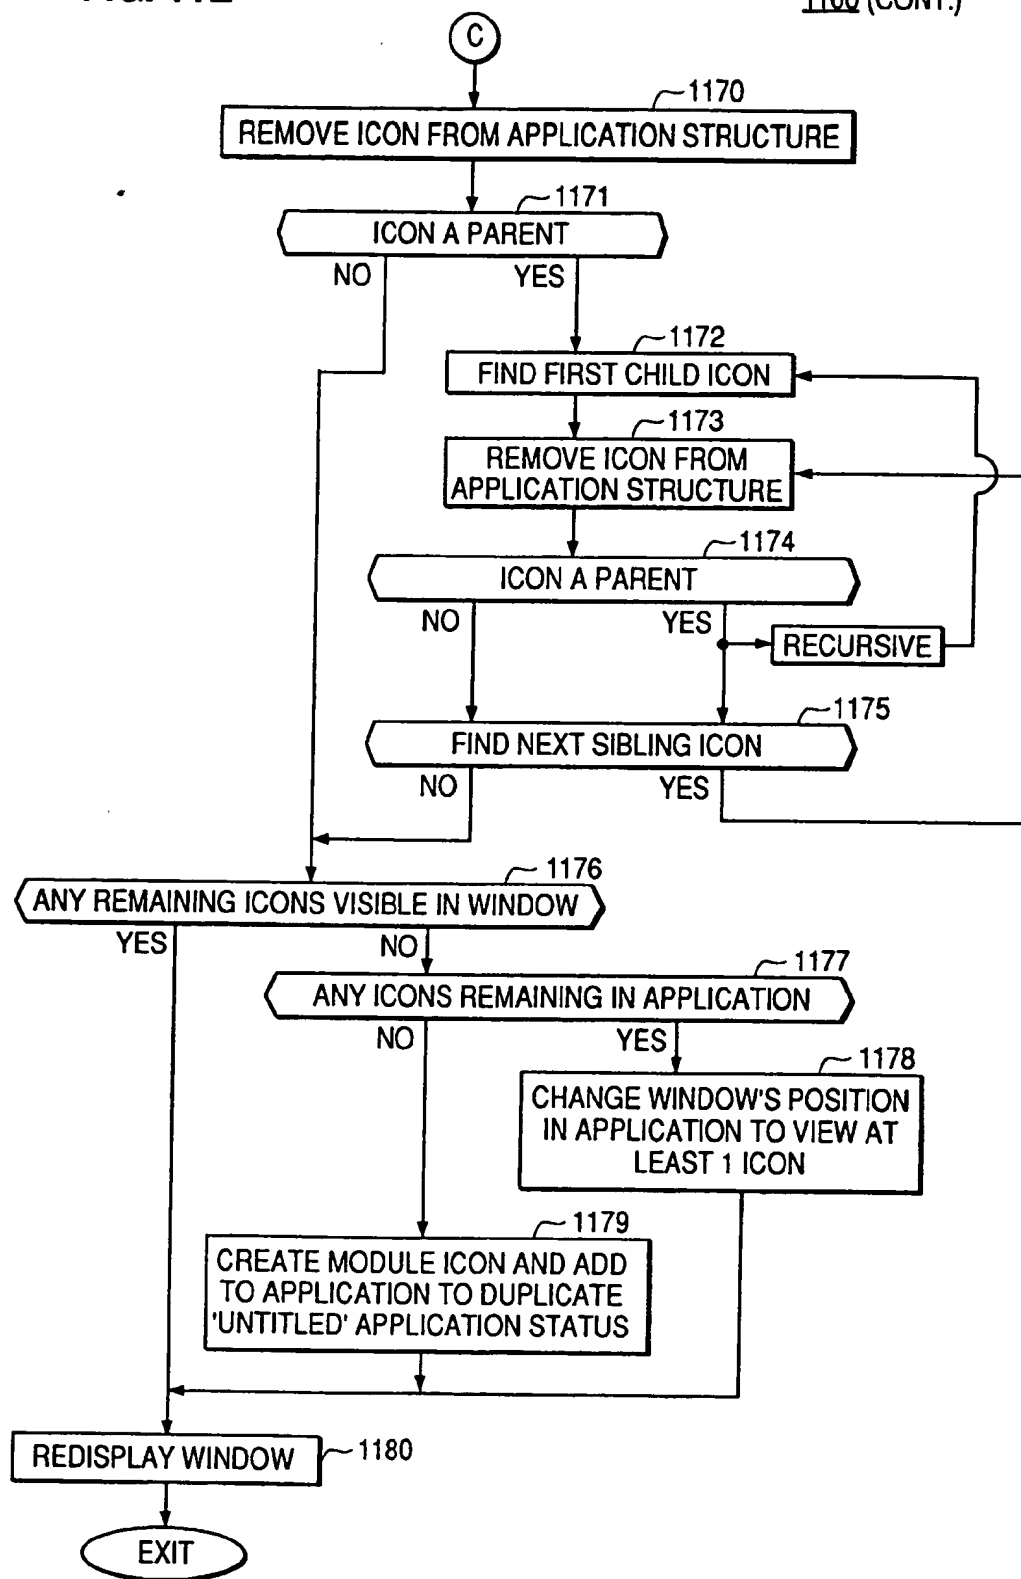 1100 (CONT.)
C
1170
REMOVE ICON FROM APPLICATION STRUCTURE
1171
ICON A PARENT
NO
YES
1172
FIND FIRST CHILD ICON
1173
REMOVE ICON FROM
APPLICATION STRUCTURE
1174
ICON A PARENT
NO
YES
RECURSIVE
1175
FIND NEXT SIBLING ICON
NO
YES
1176
ANY REMAINING ICONS VISIBLE IN WINDOW
YES
NO
1177
ANY ICONS REMAINING IN APPLICATION
NO
YES
1178
CHANGE WINDOW'S POSITION
IN APPLICATION TO VIEW AT
LEAST 1 ICON
1179
CREATE MODULE ICON AND ADD
TO APPLICATION TO DUPLICATE
'UNTITLED' APPLICATION STATUS
REDISPLAY WINDOW
1180
EXIT